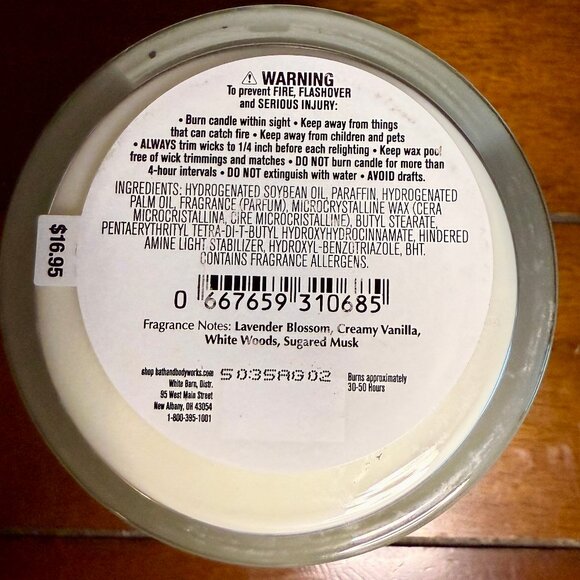 ⚠ WARNING
To prevent FIRE, FLASHOVER
and SERIOUS INJURY:
• Burn candle within sight • Keep away from things
that can catch fire • Keep away from children and pets
• ALWAYS trim wicks to 1/4 inch before each relighting • Keep wax pool
free of wick trimmings and matches • DO NOT burn candle for more than
4-hour intervals • DO NOT extinguish with water • AVOID drafts.
INGREDIENTS: HYDROGENATED SOYBEAN OIL, PARAFFIN, HYDROGENATED
PALM OIL, FRAGRANCE (PARFUM), MICROCRYSTALLINE WAX (CERA
MICROCRISTALLINA, CIRE MICROCRISTALLINE), BUTYL STEARATE,
PENTAERYTHRITYL TETRA-DI-T-BUTYL HYDROXYHYDROCINNAMATE, HINDERED
AMINE LIGHT STABILIZER, HYDROXYL-BENZOTRIAZOLE, BHT.
CONTAINS FRAGRANCE ALLERGENS.
$16.95
0 667659 310685
Fragrance Notes: Lavender Blossom, Creamy Vanilla,
White Woods, Sugared Musk
shop bathandbodyworks.com
White Barn, Distr.
95 West Main Street
New Albany, OH 43054
1-800-395-1001
5035AG02
Burns approximately
30-50 Hours